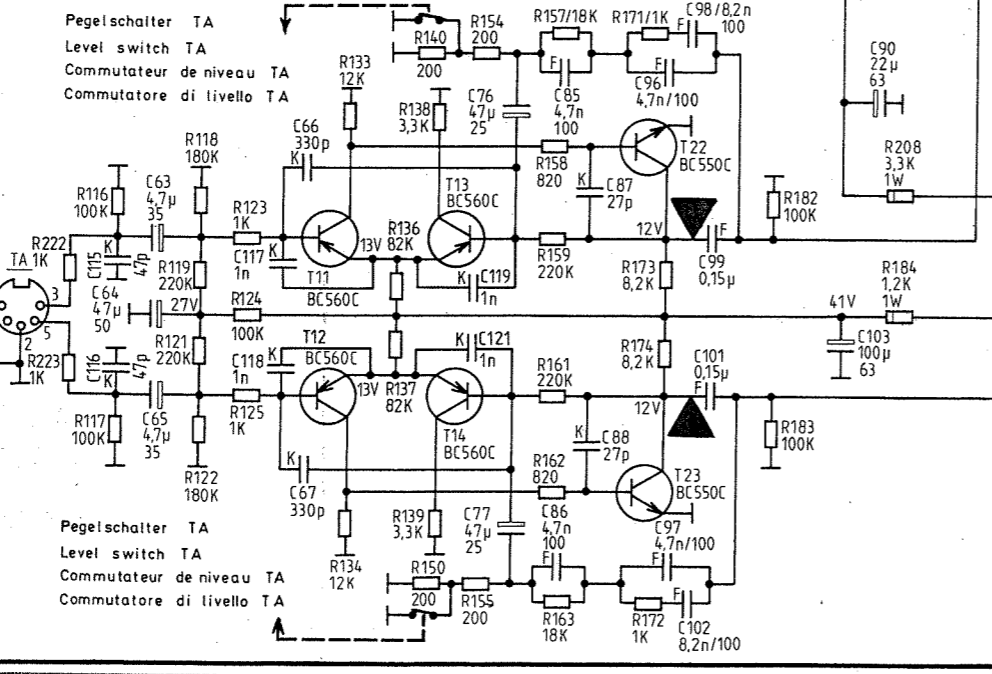 Pegelschalter TA
Level switch TA
Commutateur de niveau TA
Commutatore di livello TA
R133
12K
R140
200
R154
200
R157/18K
F
C85
4,7n
100
R171/1K
F
C98/8,2n
100
F
C96
4,7n/100
C90
22µ
63
R208
3,3K
1W
R118
180K
C66
330p
K
R138
3,3K
C76
47µ
25
R158
820
K
C87
27p
T22
BC550C
R116
100K
C63
4,7µ
35
R123
1K
T13
BC560C
R136
82K
13V
T11
BC560C
K
C117
1n
K
C119
1n
R159
220K
12V
F
C99
0,15µ
R182
100K
R222
1K
TA
K
C115
47p
R119
220K
C64
47µ
50
27V
R124
100K
R173
8,2K
R184
1,2K
1W
41V
3
5
2
R223
1K
K
C116
47p
R121
220K
T12
BC560C
K
C118
1n
13V
R137
82K
K
C121
1n
R161
220K
R174
8,2K
C101
0,15µ
F
C103
100µ
63
12V
R117
100K
C65
4,7µ
35
R125
1K
T14
BC560C
R122
180K
K
C67
330p
R162
820
K
C88
27p
T23
BC550C
R183
100K
R139
3,3K
C77
47µ
25
C86
4,7n
100
F
C97
4,7n/100
F
R134
12K
R150
200
R155
200
R163
18K
R172
1K
F
C102
8,2n/100
Pegelschalter TA
Level switch TA
Commutateur de niveau TA
Commutatore di livello TA